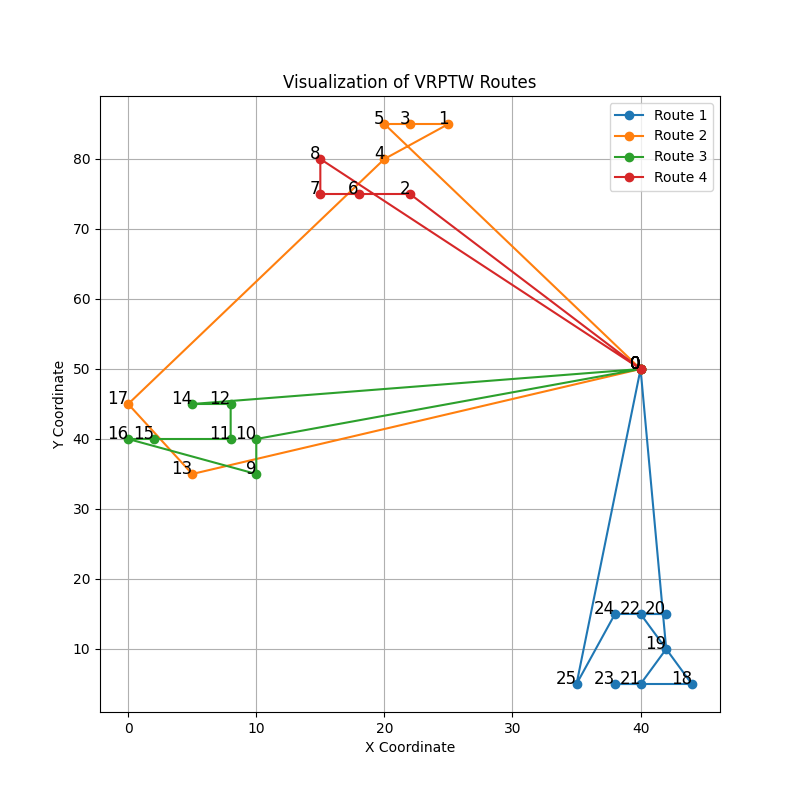 Visualization of VRPTW Routes
Route 1
Route 2
Route 3
Route 4
5 3 1
8 4
7 6 2
0
17 14 12
16 15 11 10
13 9
24 22 20
19
25 23 21 18
80
70
60
50
40
30
20
10
Y Coordinate
0 10 20 30 40
X Coordinate